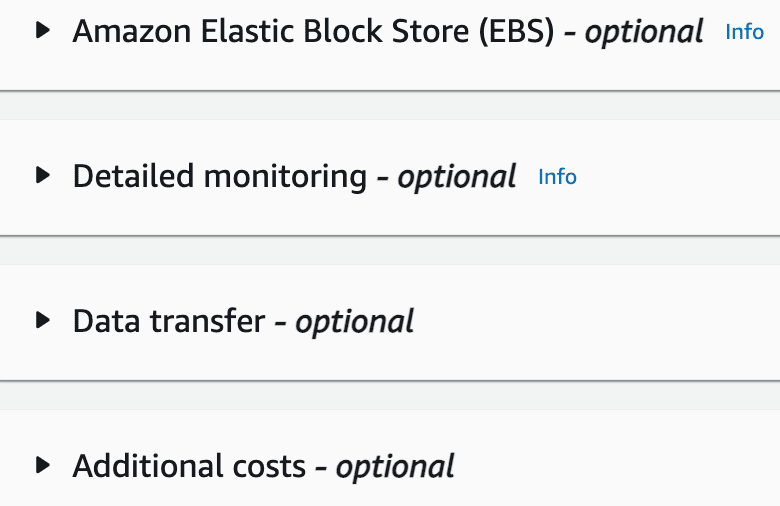 Amazon Elastic Block Store (EBS) - optional Info
Detailed monitoring - optional Info
Data transfer - optional
Additional costs - optional